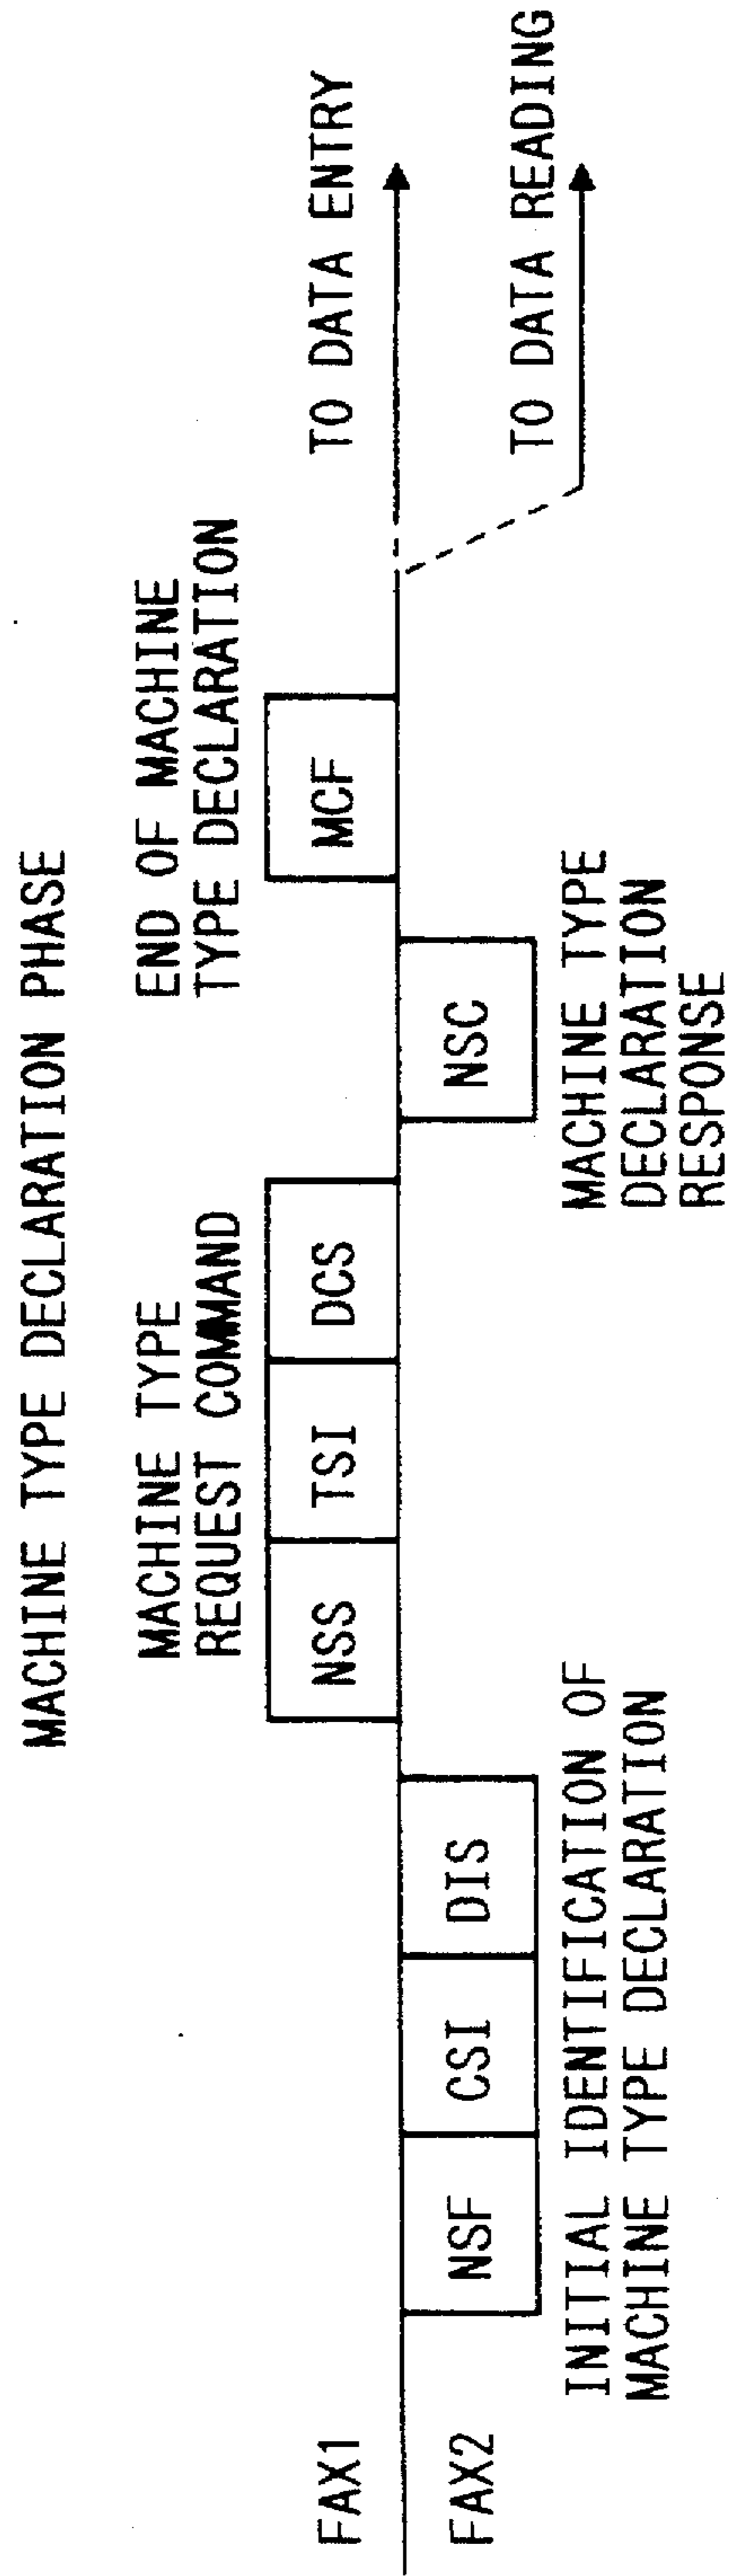 MACHINE TYPE DECLARATION PHASE
MACHINE TYPE
REQUEST COMMAND
END OF MACHINE
TYPE DECLARATION
FAX1
NSS
TSI
DCS
MCF
TO DATA ENTRY
FAX2
NSF
CSI
DIS
NSC
TO DATA READING
INITIAL IDENTIFICATION OF
MACHINE TYPE DECLARATION
MACHINE TYPE
DECLARATION
RESPONSE